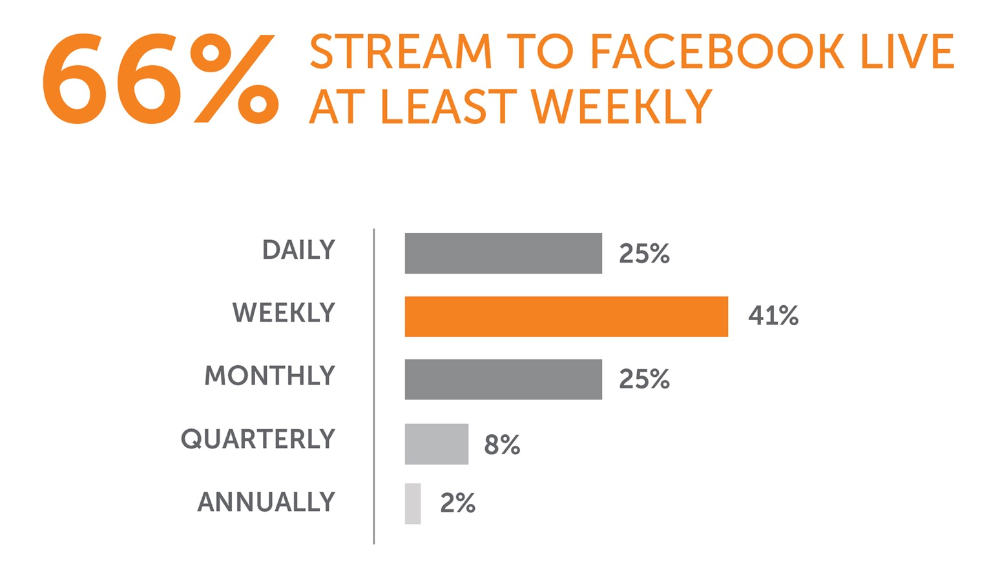 66% STREAM TO FACEBOOK LIVE
AT LEAST WEEKLY
DAILY 25%
WEEKLY 41%
MONTHLY 25%
QUARTERLY 8%
ANNUALLY 2%